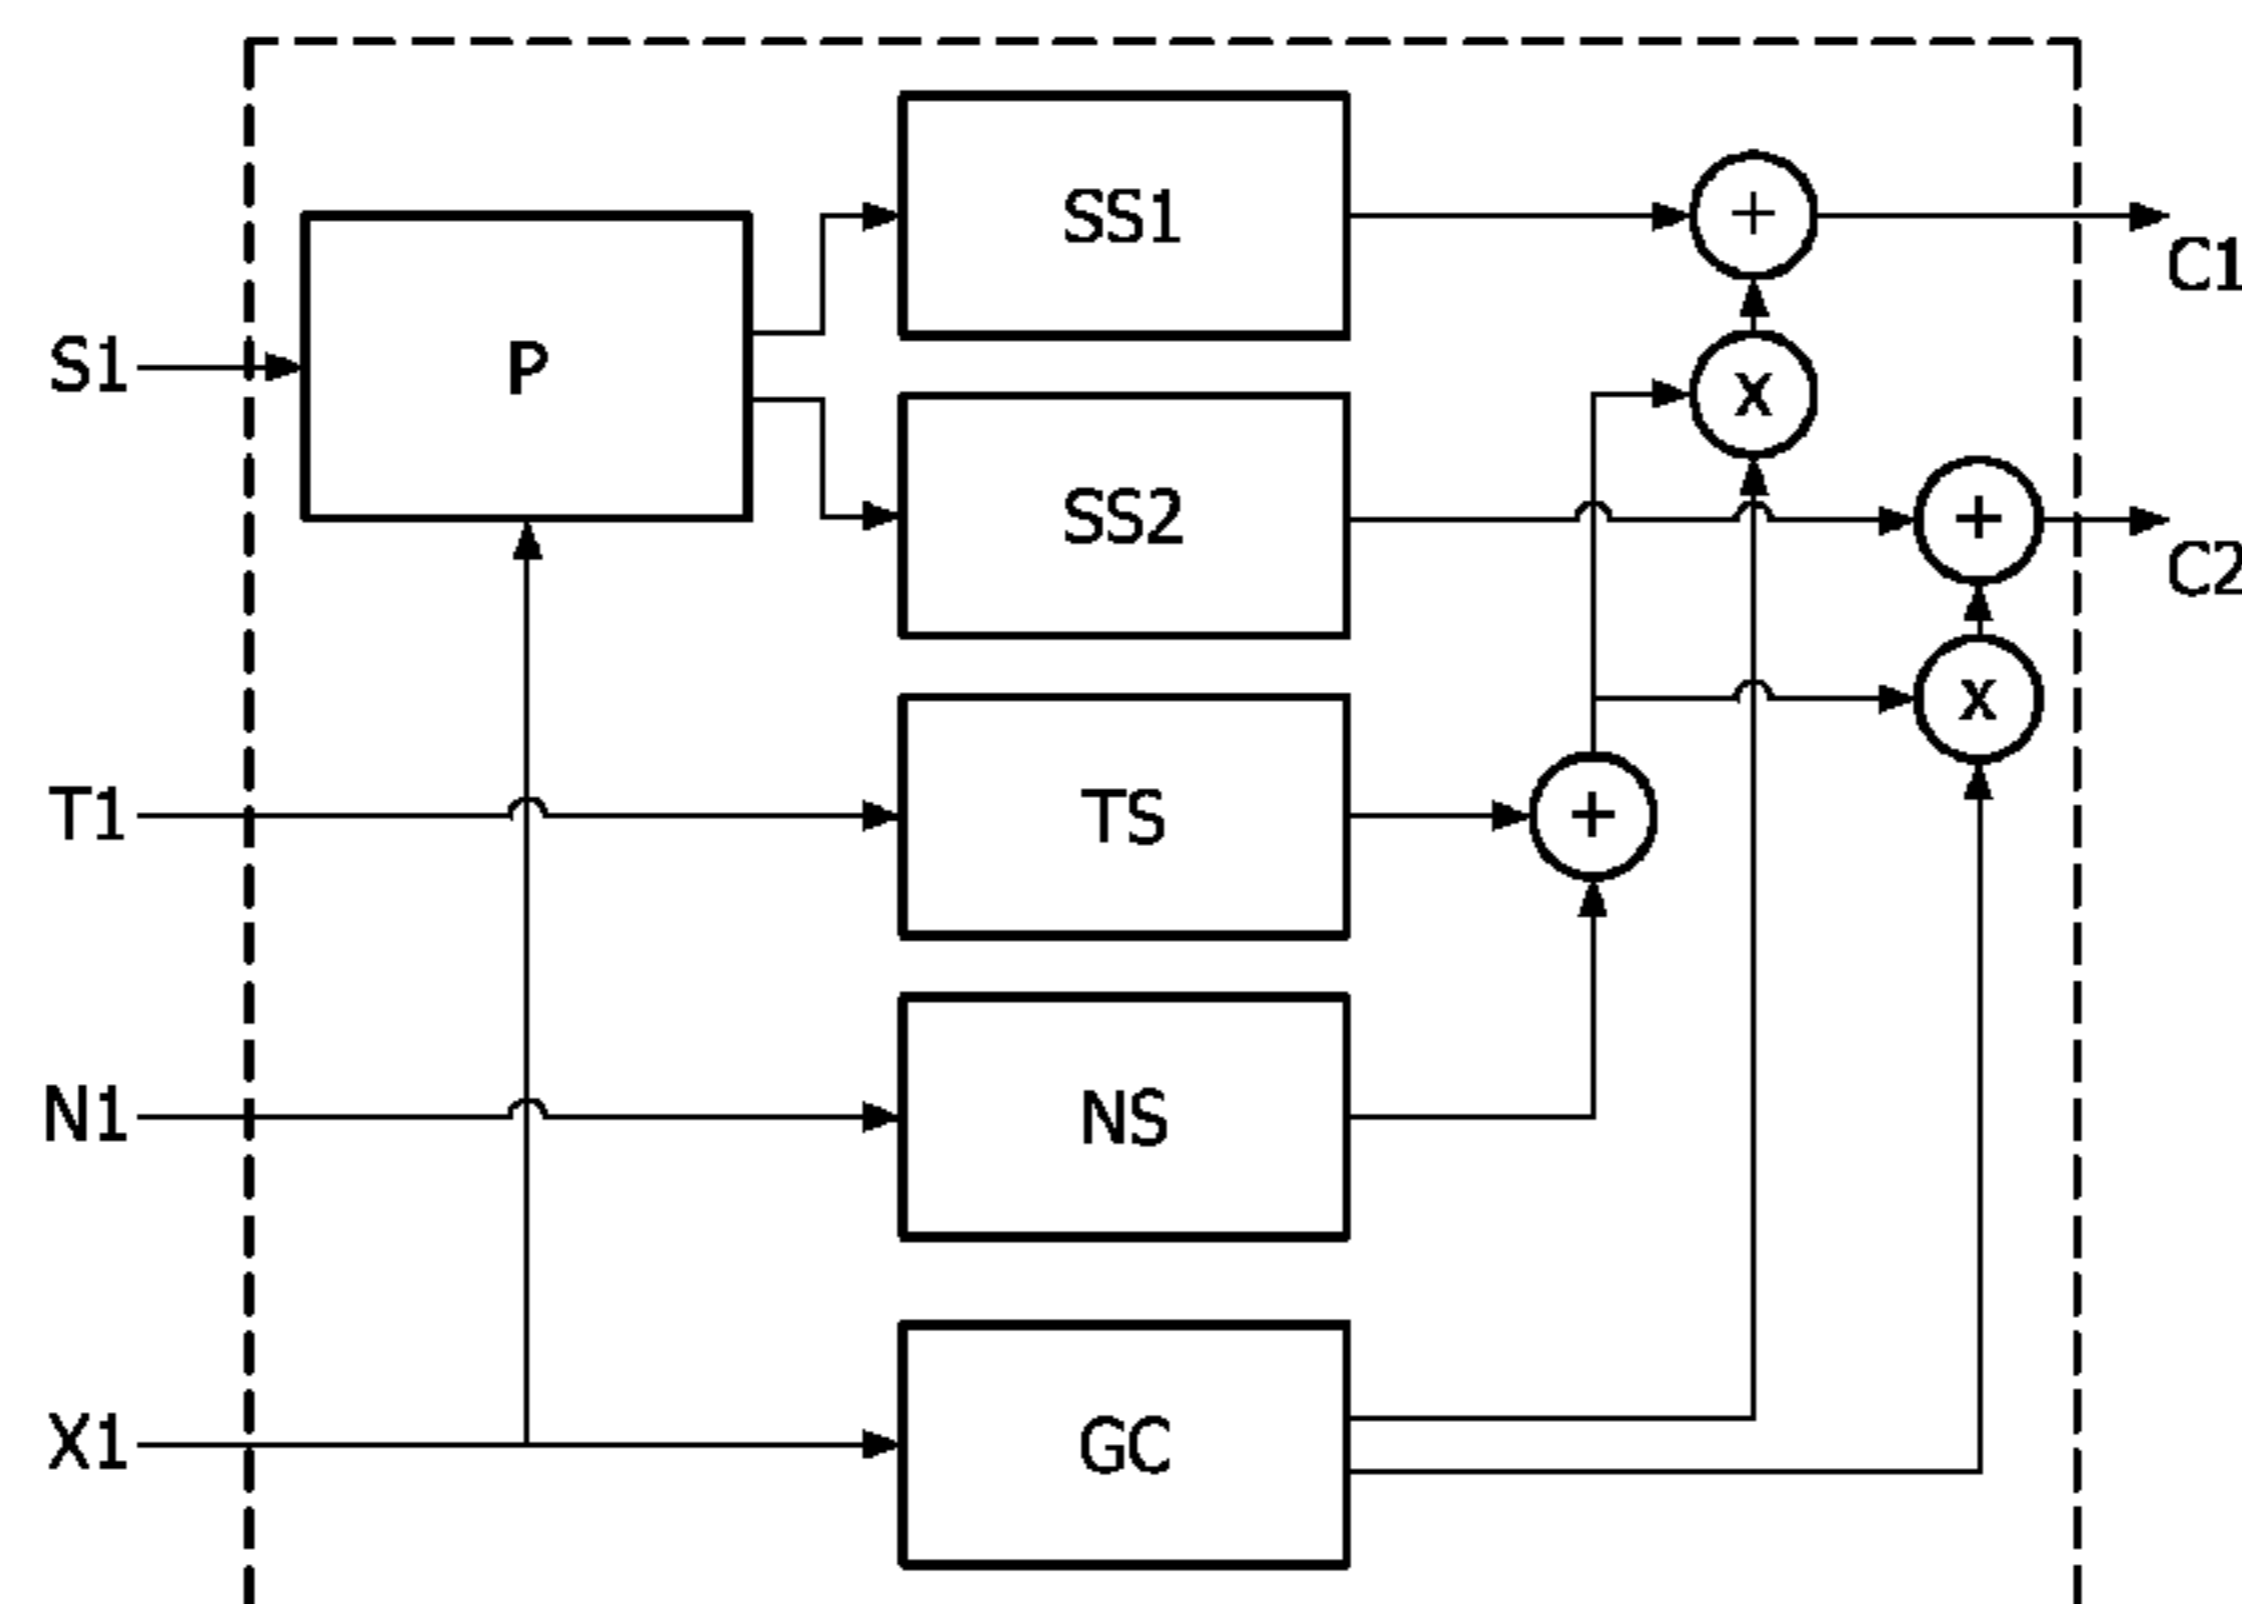 SS1
+
C1
S1
P
x
SS2
+
C2
x
T1
TS
+
N1
NS
X1
GC